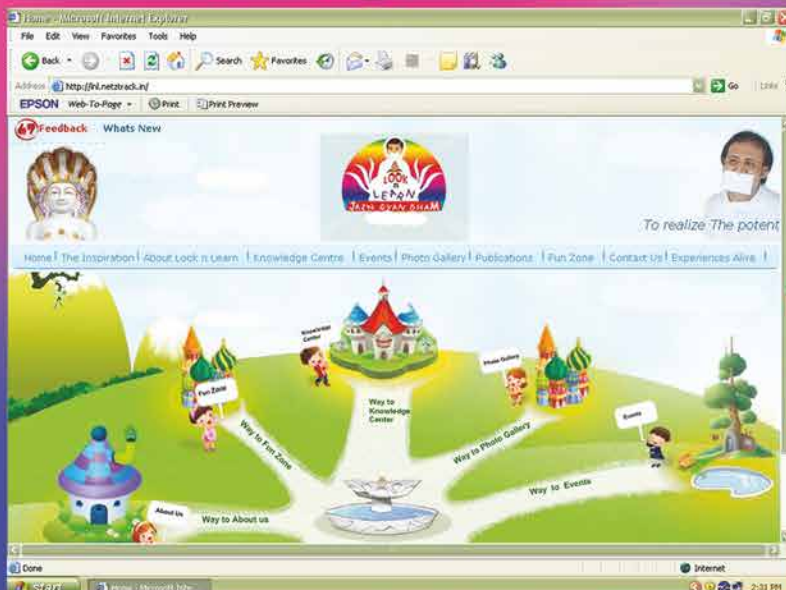 Home - Microsoft Internet Explorer
File Edit View Favorites Tools Help
Back Search Favorites
Address http://lnl.netztrack.in/ Go Links
EPSON Web-To-Page Print Print Preview
Feedback Whats New
LOOK
n
LEARN
JAIN GYAN DHAM
To realize The potent
Home The Inspiration About Look n Learn Knowledge Centre Events Photo Gallery Publications Fun Zone Contact Us Experiences Alive
Knowledge
Center
Photo Gallery
Fun Zone
Way to
Knowledge
Center
Events
Way to Fun Zone
Way to Photo Gallery
Way to Events
About Us
Way to About us
Done Internet
start Home - Microsoft Inte... 2:31 PM